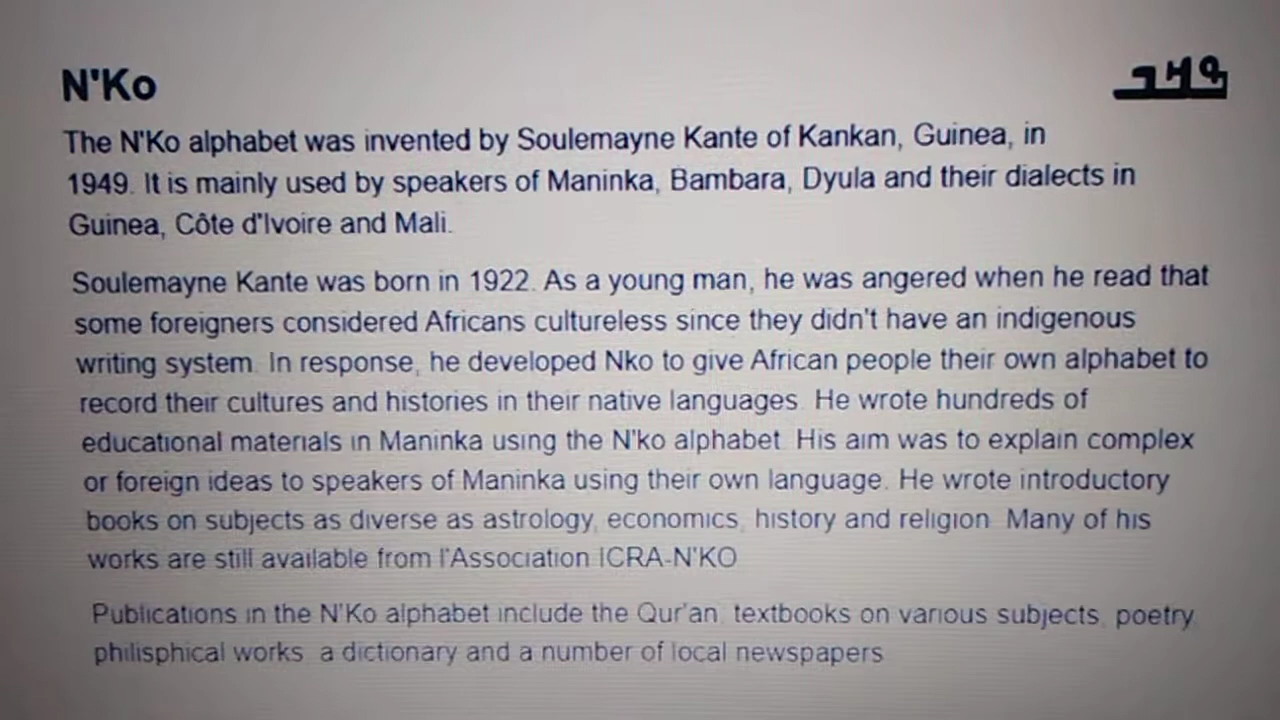 N'Ko
ߒߞߏ
The N'Ko alphabet was invented by Soulemayne Kante of Kankan, Guinea, in
1949. It is mainly used by speakers of Maninka, Bambara, Dyula and their dialects in
Guinea, Côte d'Ivoire and Mali.
Soulemayne Kante was born in 1922. As a young man, he was angered when he read that
some foreigners considered Africans cultureless since they didn't have an indigenous
writing system. In response, he developed Nko to give African people their own alphabet to
record their cultures and histories in their native languages. He wrote hundreds of
educational materials in Maninka using the N'ko alphabet. His aim was to explain complex
or foreign ideas to speakers of Maninka using their own language. He wrote introductory
books on subjects as diverse as astrology, economics, history and religion. Many of his
works are still available from l'Association ICRA-N'KO
Publications in the N'Ko alphabet include the Qur'an, textbooks on various subjects, poetry,
philisphical works, a dictionary and a number of local newspapers